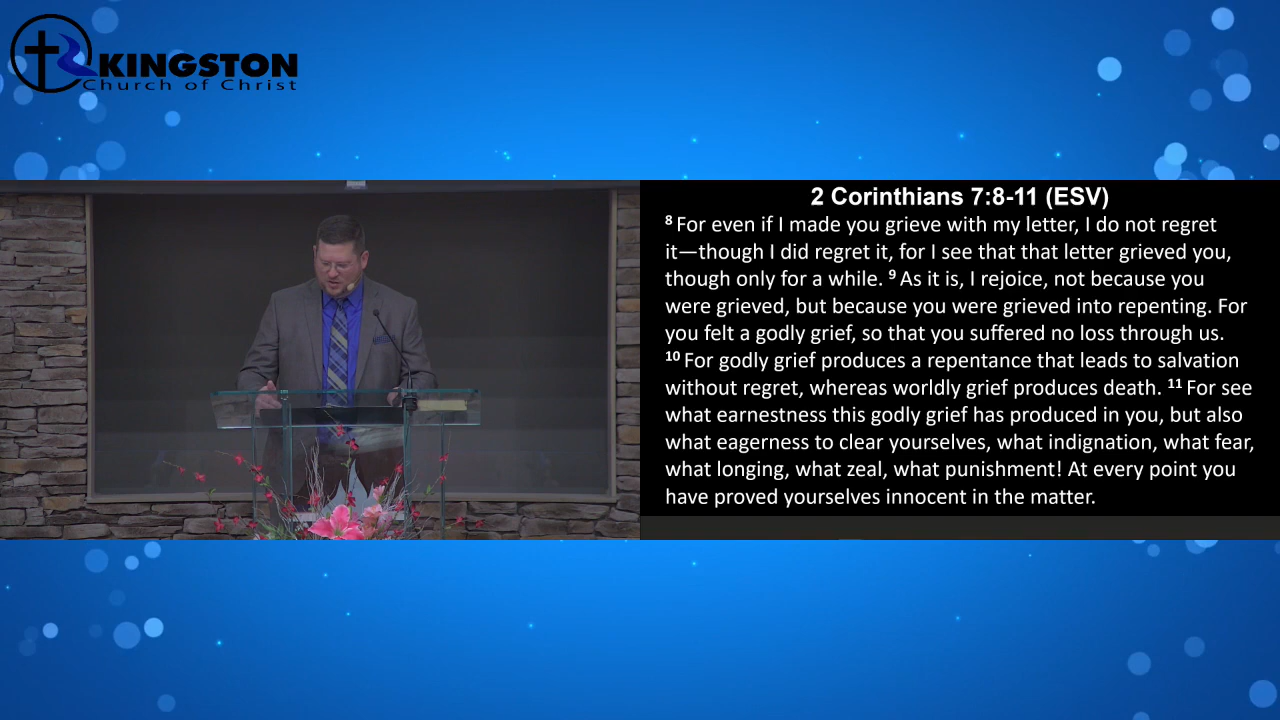 KINGSTON
Church of Christ
2 Corinthians 7:8-11 (ESV)
8 For even if I made you grieve with my letter, I do not regret
it—though I did regret it, for I see that that letter grieved you,
though only for a while. 9 As it is, I rejoice, not because you
were grieved, but because you were grieved into repenting. For
you felt a godly grief, so that you suffered no loss through us.
10 For godly grief produces a repentance that leads to salvation
without regret, whereas worldly grief produces death. 11 For see
what earnestness this godly grief has produced in you, but also
what eagerness to clear yourselves, what indignation, what fear,
what longing, what zeal, what punishment! At every point you
have proved yourselves innocent in the matter.